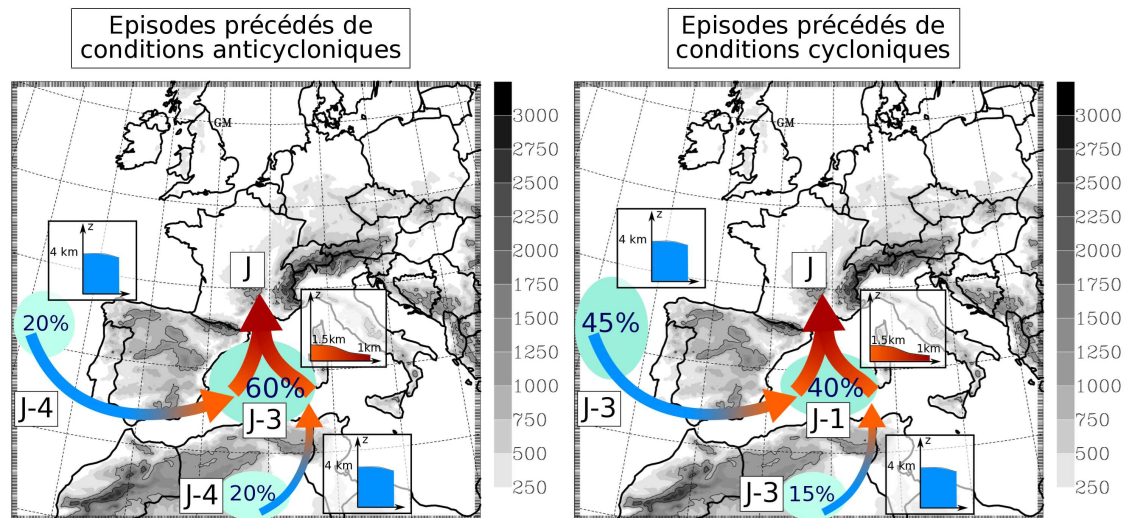 Episodes précédés de
conditions anticycloniques
GM
z
4 km
J
20%
z
1.5km
1km
60%
J-4
J-3
z
4 km
J-4
20%
3000
2750
2500
2250
2000
1750
1500
1250
1000
750
500
250
Episodes précédés de
conditions cycloniques
GM
z
4 km
J
45%
z
1.5km
1km
40%
J-3
J-1
z
4 km
J-3
15%
3000
2750
2500
2250
2000
1750
1500
1250
1000
750
500
250